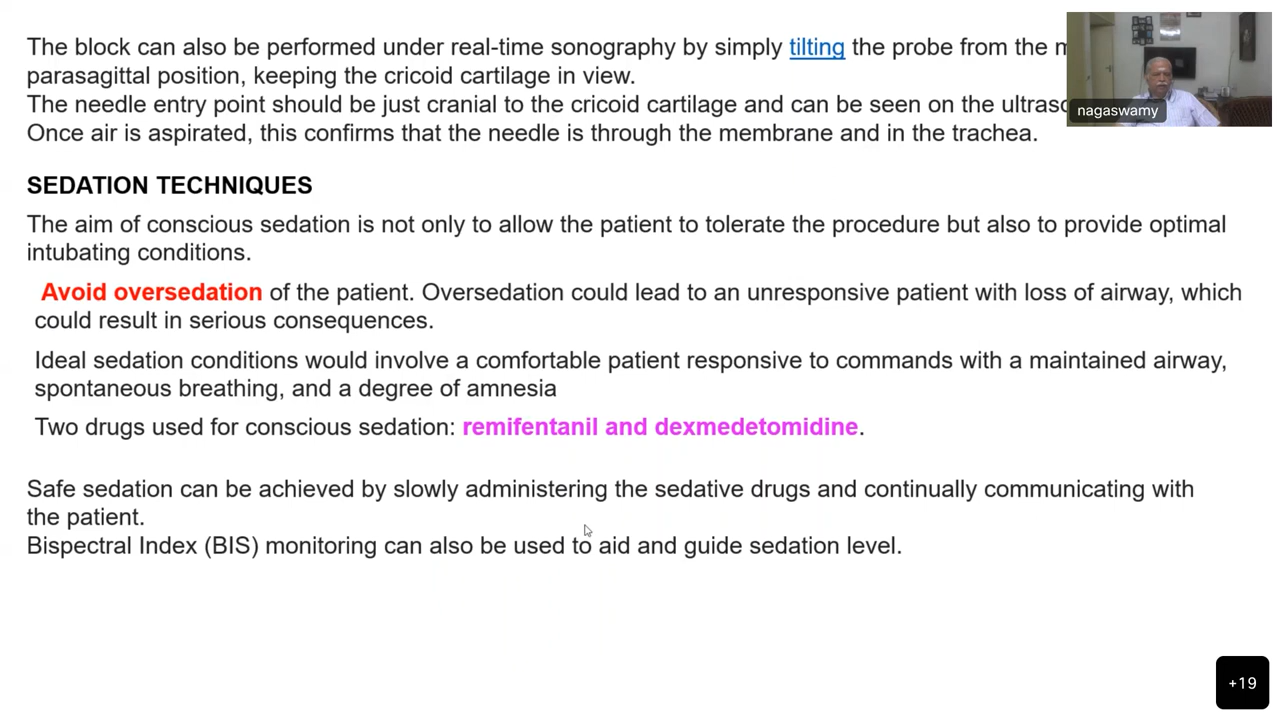 The block can also be performed under real-time sonography by simply tilting the probe from the
parasagittal position, keeping the cricoid cartilage in view.
The needle entry point should be just cranial to the cricoid cartilage and can be seen on the
Once air is aspirated, this confirms that the needle is through the membrane and in the trachea.
nagaswamy
SEDATION TECHNIQUES
The aim of conscious sedation is not only to allow the patient to tolerate the procedure but also to provide optimal
intubating conditions.
Avoid oversedation of the patient. Oversedation could lead to an unresponsive patient with loss of airway, which
could result in serious consequences.
Ideal sedation conditions would involve a comfortable patient responsive to commands with a maintained airway,
spontaneous breathing, and a degree of amnesia
Two drugs used for conscious sedation: remifentanil and dexmedetomidine.
Safe sedation can be achieved by slowly administering the sedative drugs and continually communicating with
the patient.
Bispectral Index (BIS) monitoring can also be used to aid and guide sedation level.
+19